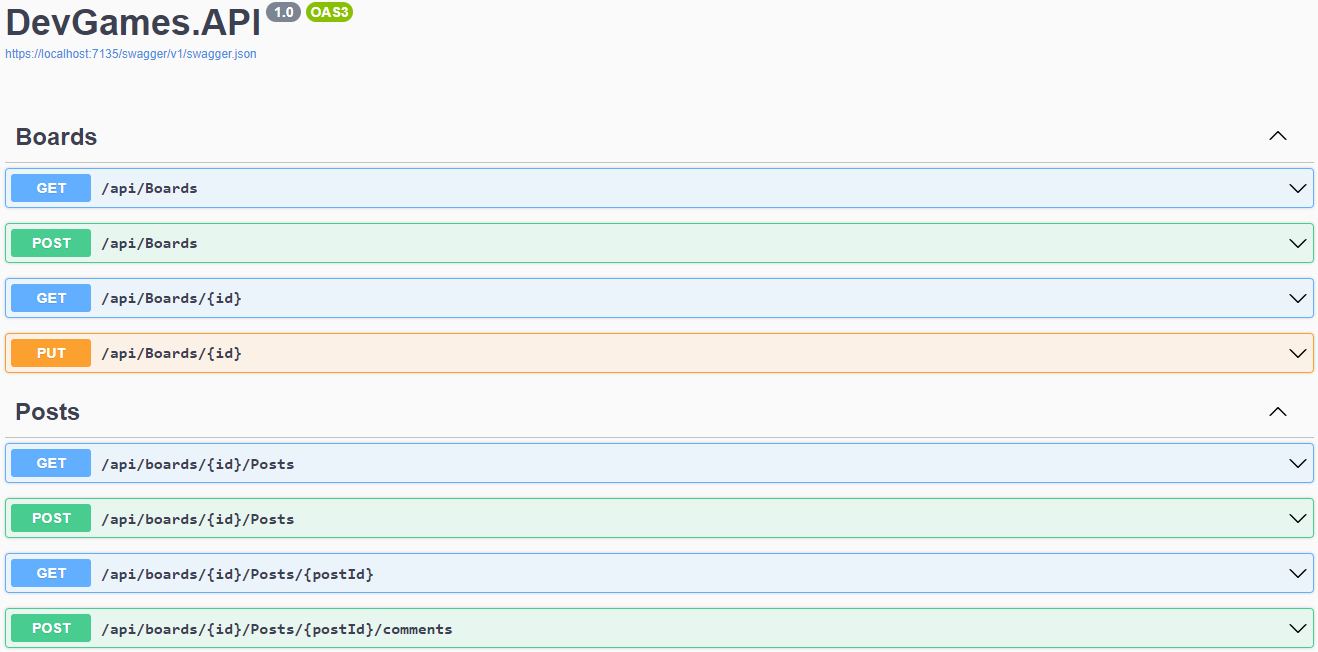 DevGames.API 1.0 OAS3
https://localhost:7135/swagger/v1/swagger.json
Boards
GET /api/Boards
POST /api/Boards
GET /api/Boards/{id}
PUT /api/Boards/{id}
Posts
GET /api/boards/{id}/Posts
POST /api/boards/{id}/Posts
GET /api/boards/{id}/Posts/{postId}
POST /api/boards/{id}/Posts/{postId}/comments